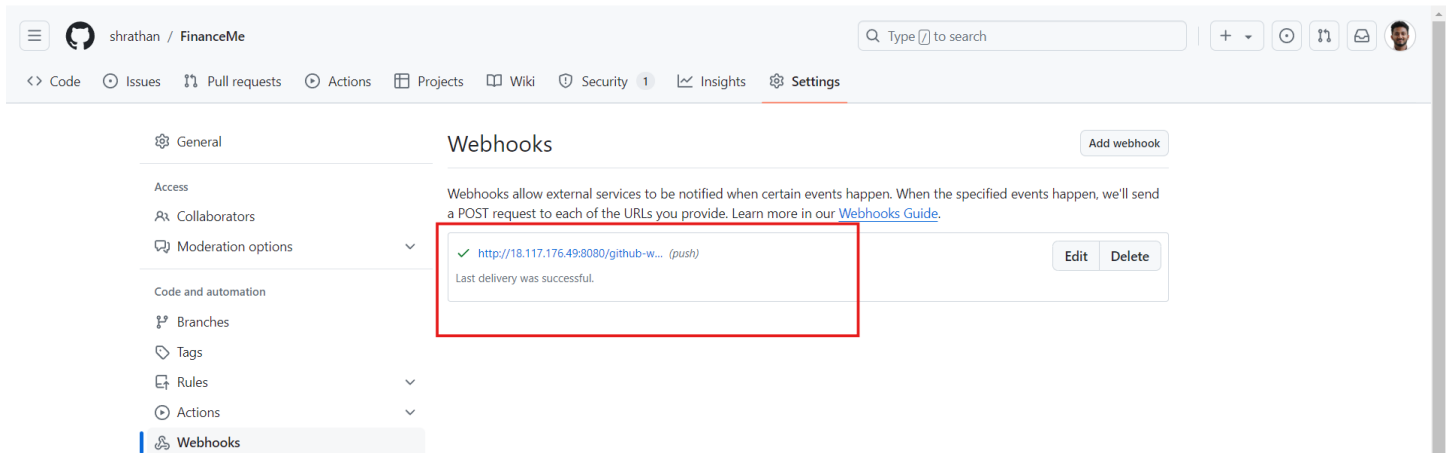 shrathan / FinanceMe
Type / to search
Code Issues Pull requests Actions Projects Wiki Security 1 Insights Settings
General
Access
Collaborators
Moderation options
Code and automation
Branches
Tags
Rules
Actions
Webhooks
Webhooks
Add webhook
Webhooks allow external services to be notified when certain events happen. When the specified events happen, we'll send
a POST request to each of the URLs you provide. Learn more in our Webhooks Guide.
http://18.117.176.49:8080/github-w... (push)
Edit Delete
Last delivery was successful.